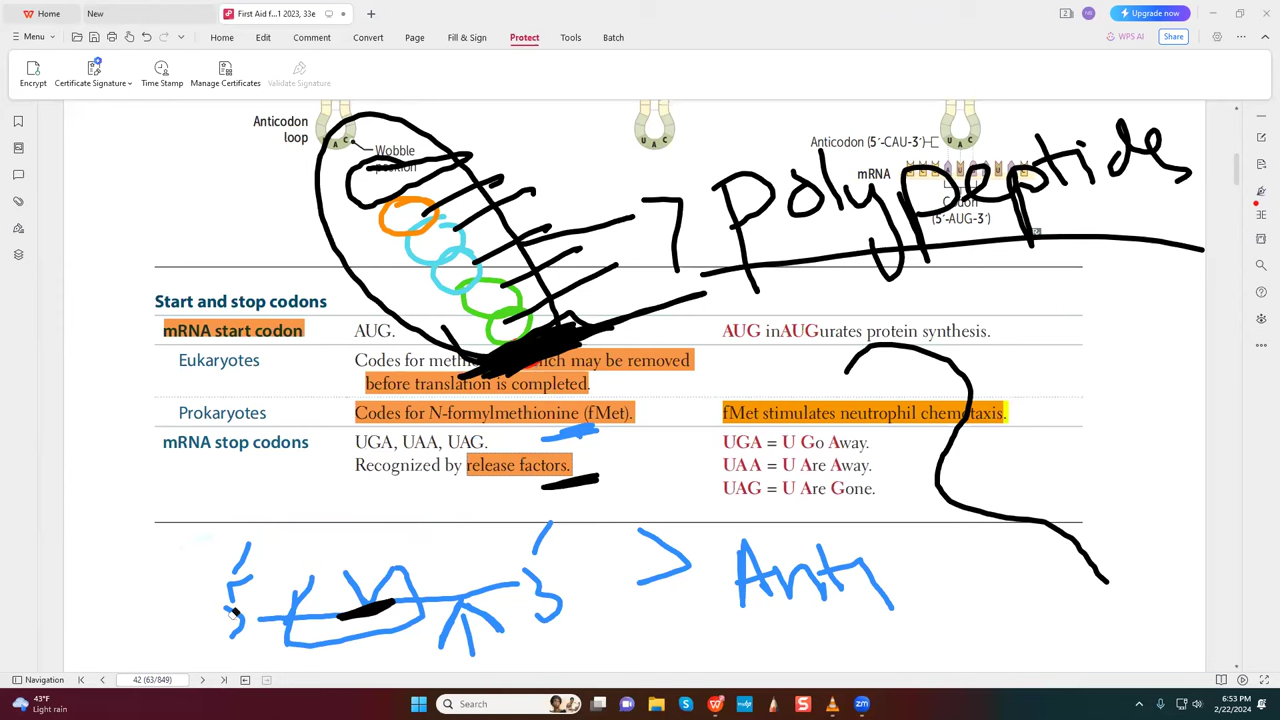 Home
New
First Aid f...1 2023, 33e
2
Upgrade now
Menu
Home
Edit
Comment
Convert
Page
Fill & Sign
Protect
Tools
Batch
WPS AI
Share
Encrypt
Certificate Signature
Time Stamp
Manage Certificates
Validate Signature
Anticodon
loop
U A C
Wobble
position
U A C
Anticodon (5´-CAU-3´)
U A C
mRNA
Codon
(5´-AUG-3´)
Polypeptides
Start and stop codons
mRNA start codon
AUG.
AUG inAUGurates protein synthesis.
Eukaryotes
Codes for may be removed
before translation is completed.
Prokaryotes
Codes for N-formylmethionine (fMet).
fMet stimulates neutrophil chemotaxis.
mRNA stop codons
UGA, UAA, UAG.
Recognized by release factors.
UGA = U Go Away.
UAA = U Are Away.
UAG = U Are Gone.
5' 3' > Anty
Navigation
42 (63/849)
43°F
Light rain
Search
6:53 PM
2/22/2024